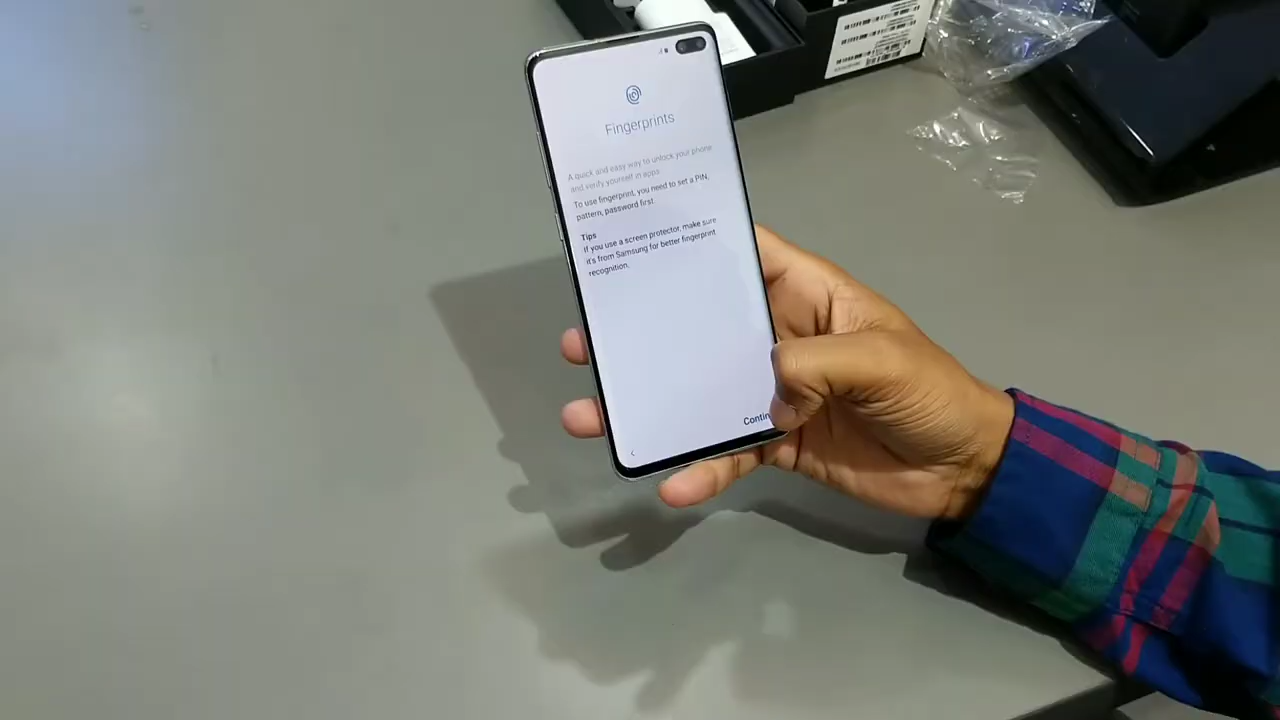 Fingerprints
A quick and easy way to unlock your phone
and verify yourself in apps.
To use fingerprint, you need to set a PIN,
pattern, password first.
Tips
If you use a screen protector, make sure
it's from Samsung for better fingerprint
recognition.
Contin